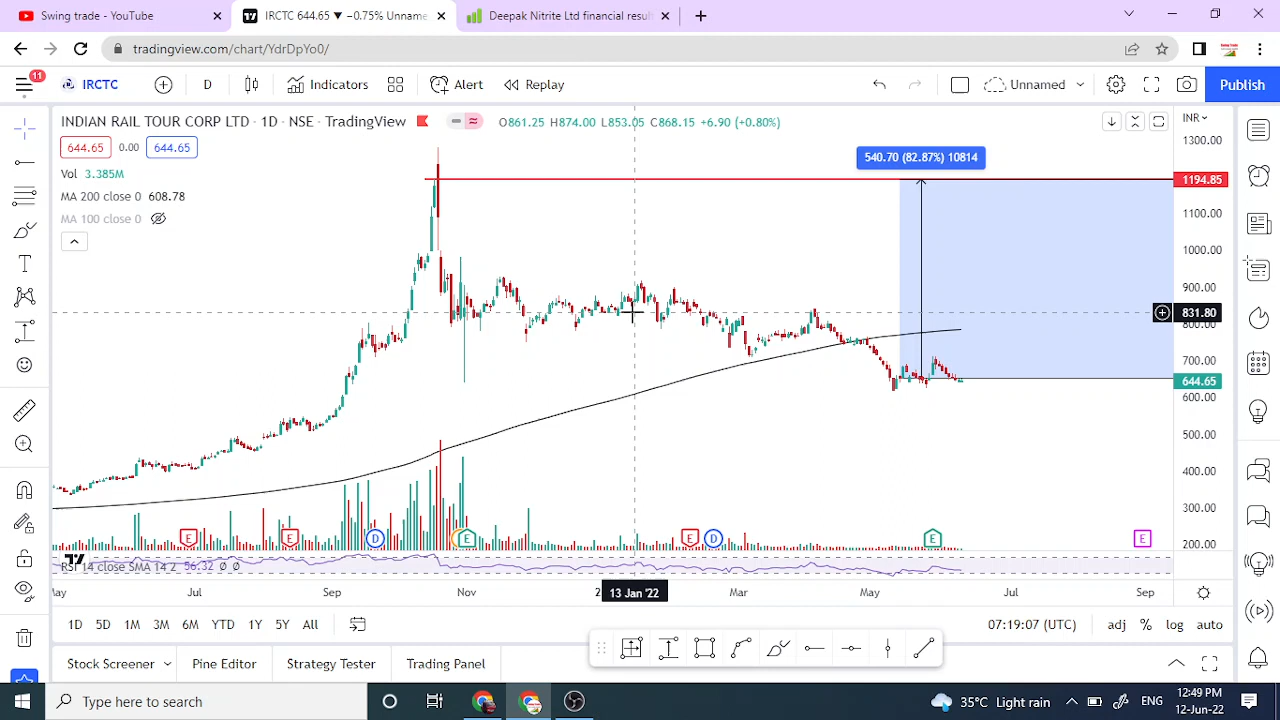 Swing trade - YouTube
IRCTC 644.65 ▼ −0.75% Unname
Deepak Nitrite Ltd financial result
tradingview.com/chart/YdrDpYo0/
11
IRCTC
D
Indicators
Alert
Replay
Unnamed
Publish
INDIAN RAIL TOUR CORP LTD · 1D · NSE · TradingView
O861.25 H874.00 L853.05 C868.15 +6.90 (+0.80%)
INR
644.65 0.00 644.65
Vol 3.385M
MA 200 close 0 608.78
MA 100 close 0
540.70 (82.87%) 10814
1300.00
1194.85
1100.00
1000.00
900.00
831.80
800.00
700.00
644.65
600.00
500.00
400.00
300.00
200.00
E E D E E D E E
RSI 14 close SMA 14 2 56.32 ∅ ∅
May Jul Sep Nov 2 13 Jan '22 Mar May Jul Sep
1D 5D 1M 3M 6M YTD 1Y 5Y All
07:19:07 (UTC) adj % log auto
Stock Screener Pine Editor Strategy Tester Trading Panel
Type here to search
35°C Light rain
ENG
12:49 PM
12-Jun-22